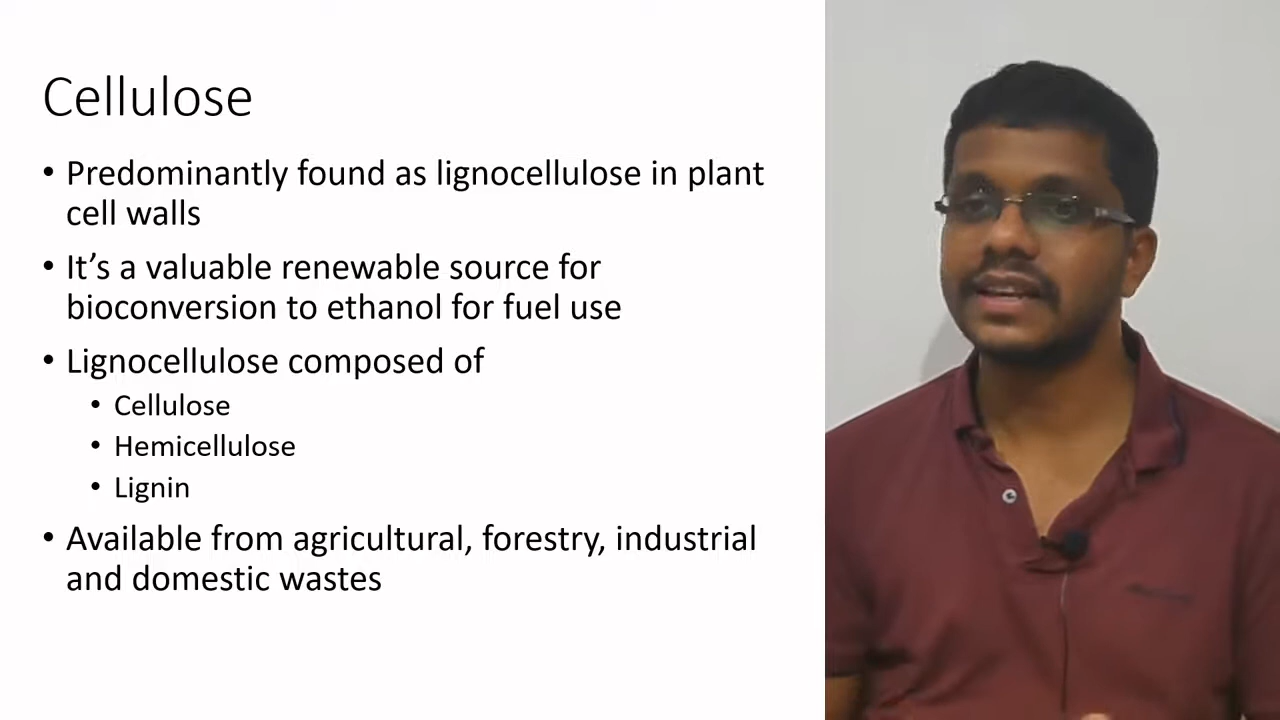 Cellulose
• Predominantly found as lignocellulose in plant
cell walls
• It’s a valuable renewable source for
bioconversion to ethanol for fuel use
• Lignocellulose composed of
• Cellulose
• Hemicellulose
• Lignin
• Available from agricultural, forestry, industrial
and domestic wastes